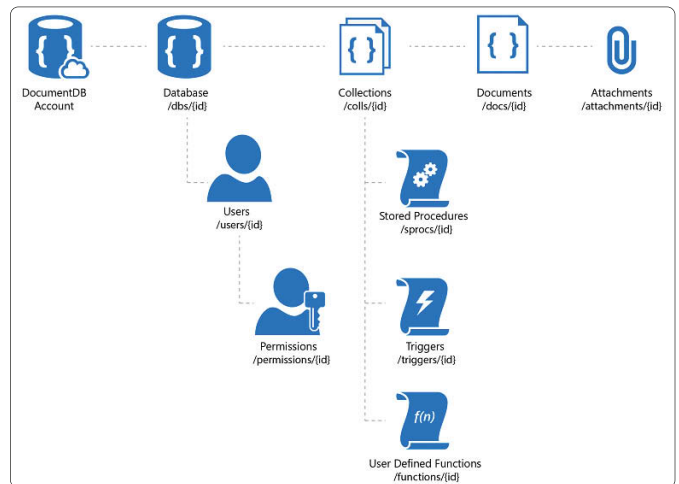 DocumentDB
Account
Database
/dbs/{id}
Collections
/colls/{id}
Documents
/docs/{id}
Attachments
/attachments/{id}
Users
/users/{id}
Stored Procedures
/sprocs/{id}
Permissions
/permissions/{id}
Triggers
/triggers/{id}
f(n)
User Defined Functions
/functions/{id}